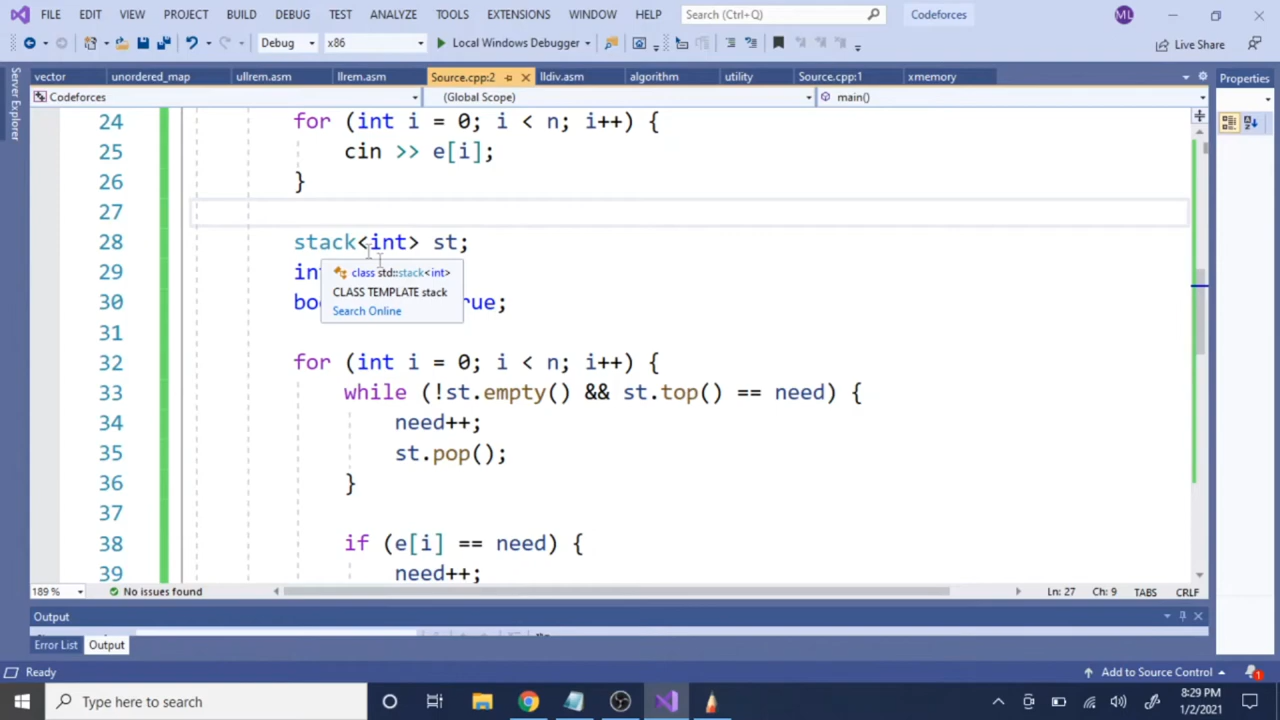 FILE EDIT VIEW PROJECT BUILD DEBUG TEST ANALYZE TOOLS EXTENSIONS WINDOW HELP Search (Ctrl+Q) Codeforces ML
Debug x86 Local Windows Debugger Live Share
Server Explorer
vector unordered_map ullrem.asm llrem.asm Source.cpp:2 lldiv.asm algorithm utility Source.cpp:1 xmemory Properties
Codeforces (Global Scope) main()
24 for (int i = 0; i < n; i++) {
25 cin >> e[i];
26 }
27
28 stack<int> st;
29 int
30 boo rue;
class std::stack<int>
CLASS TEMPLATE stack
Search Online
31
32 for (int i = 0; i < n; i++) {
33 while (!st.empty() && st.top() == need) {
34 need++;
35 st.pop();
36 }
37
38 if (e[i] == need) {
39 need++;
189 % No issues found Ln: 27 Ch: 9 TABS CRLF
Output
Error List Output
Ready Add to Source Control 1
Type here to search
8:29 PM
1/2/2021